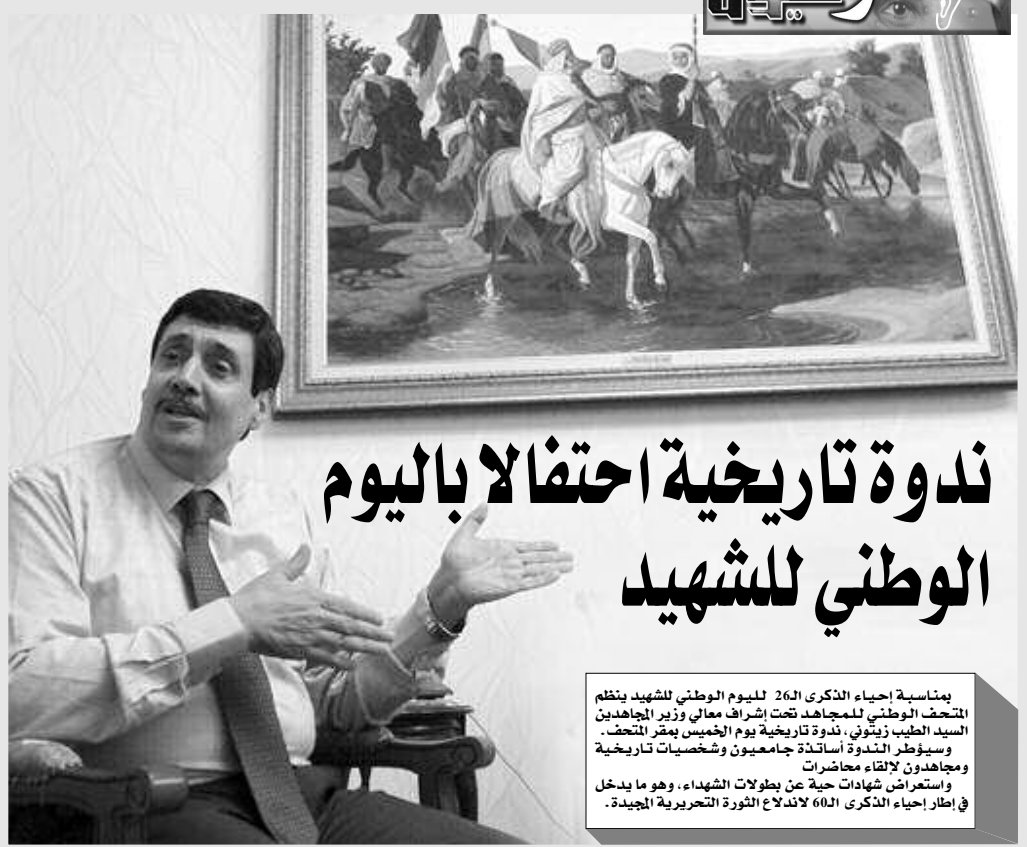 ندوة تاريخية احتفالا باليوم
الوطني للشهيد
بمناسبة إحياء الذكرى الـ26 لليوم الوطني للشهيد ينظم
المتحف الوطني للمجاهد تحت إشراف معالي وزير المجاهدين
السيد الطيب زيتوني، ندوة تاريخية يوم الخميس بمقر المتحف.
وسيؤطر الندوة أساتذة جامعيون وشخصيات تاريخية
ومجاهدون لإلقاء محاضرات
واستعراض شهادات حية عن بطولات الشهداء، وهو ما يدخل
في إطار إحياء الذكرى الـ60 لاندلاع الثورة التحريرية المجيدة.